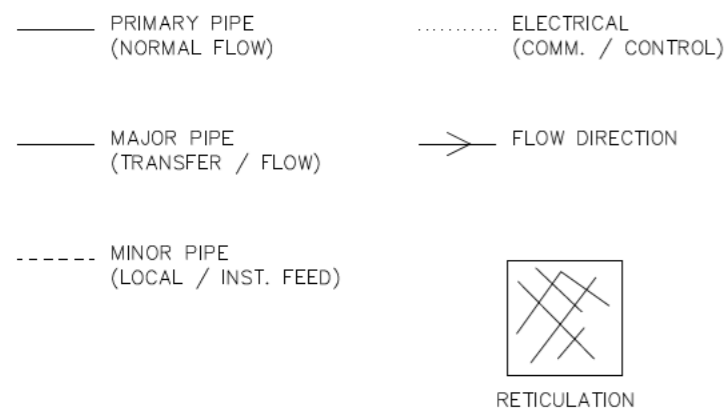 PRIMARY PIPE
(NORMAL FLOW)
ELECTRICAL
(COMM. / CONTROL)
MAJOR PIPE
(TRANSFER / FLOW)
FLOW DIRECTION
MINOR PIPE
(LOCAL / INST. FEED)
RETICULATION